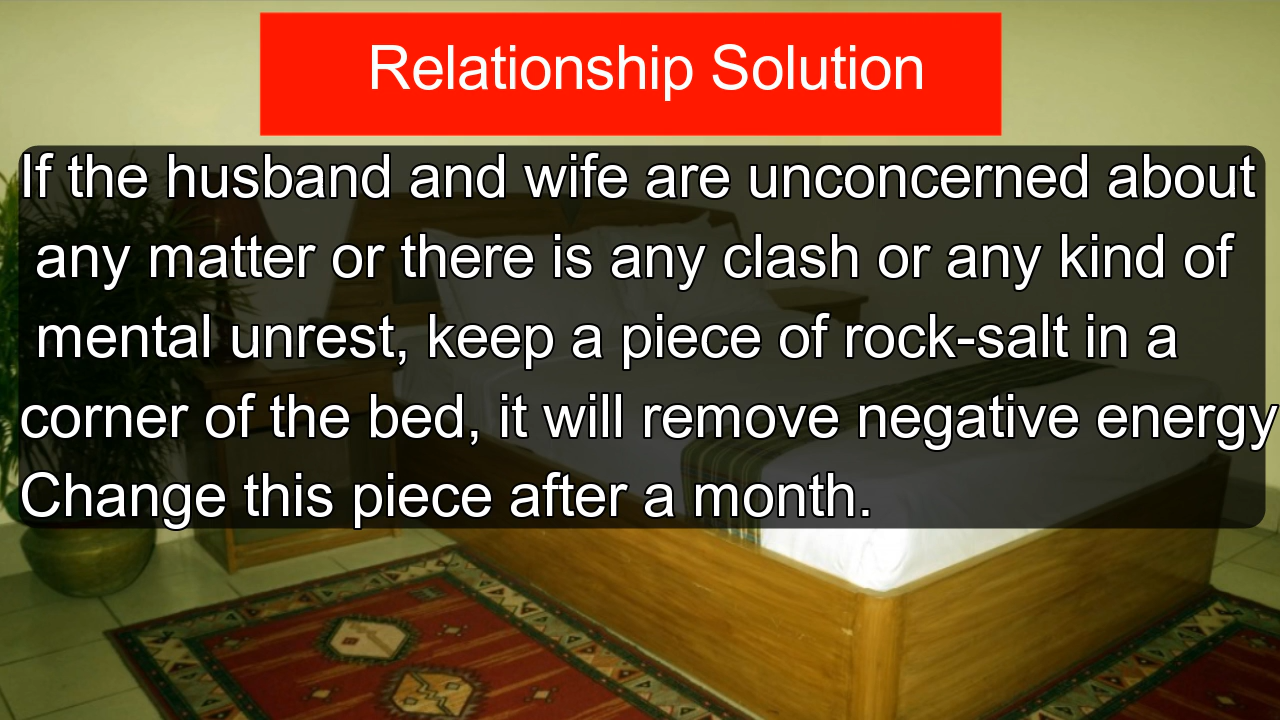 Relationship Solution
If the husband and wife are unconcerned about
any matter or there is any clash or any kind of
mental unrest, keep a piece of rock-salt in a
corner of the bed, it will remove negative energy
Change this piece after a month.